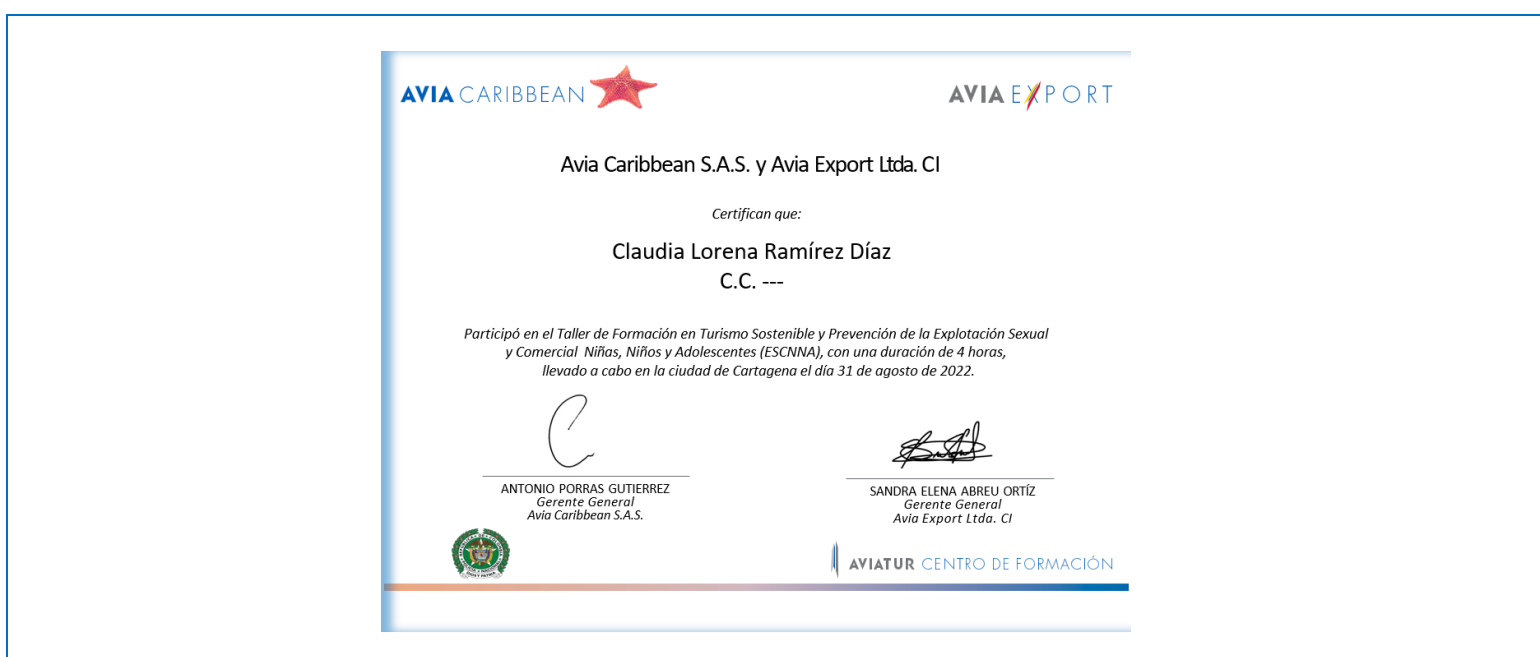 AVIA CARIBBEAN
AVIA EXPORT
Avia Caribbean S.A.S. y Avia Export Ltda. CI
Certifican que:
Claudia Lorena Ramírez Díaz
C.C. ---
Participó en el Taller de Formación en Turismo Sostenible y Prevención de la Explotación Sexual
y Comercial Niñas, Niños y Adolescentes (ESCNNA), con una duración de 4 horas,
llevado a cabo en la ciudad de Cartagena el día 31 de agosto de 2022.
ANTONIO PORRAS GUTIERREZ
Gerente General
Avia Caribbean S.A.S.
SANDRA ELENA ABREU ORTÍZ
Gerente General
Avia Export Ltda. CI
AVIATUR CENTRO DE FORMACIÓN